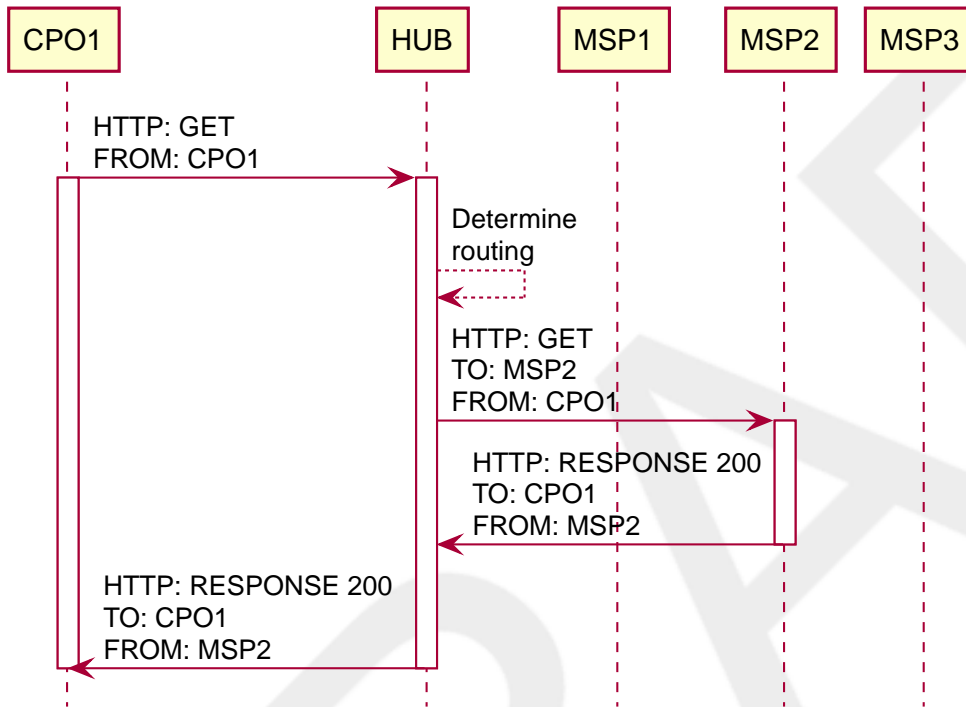 CPO1
HUB
MSP1
MSP2
MSP3
HTTP: GET
FROM: CPO1
Determine
routing
HTTP: GET
TO: MSP2
FROM: CPO1
HTTP: RESPONSE 200
TO: CPO1
FROM: MSP2
HTTP: RESPONSE 200
TO: CPO1
FROM: MSP2